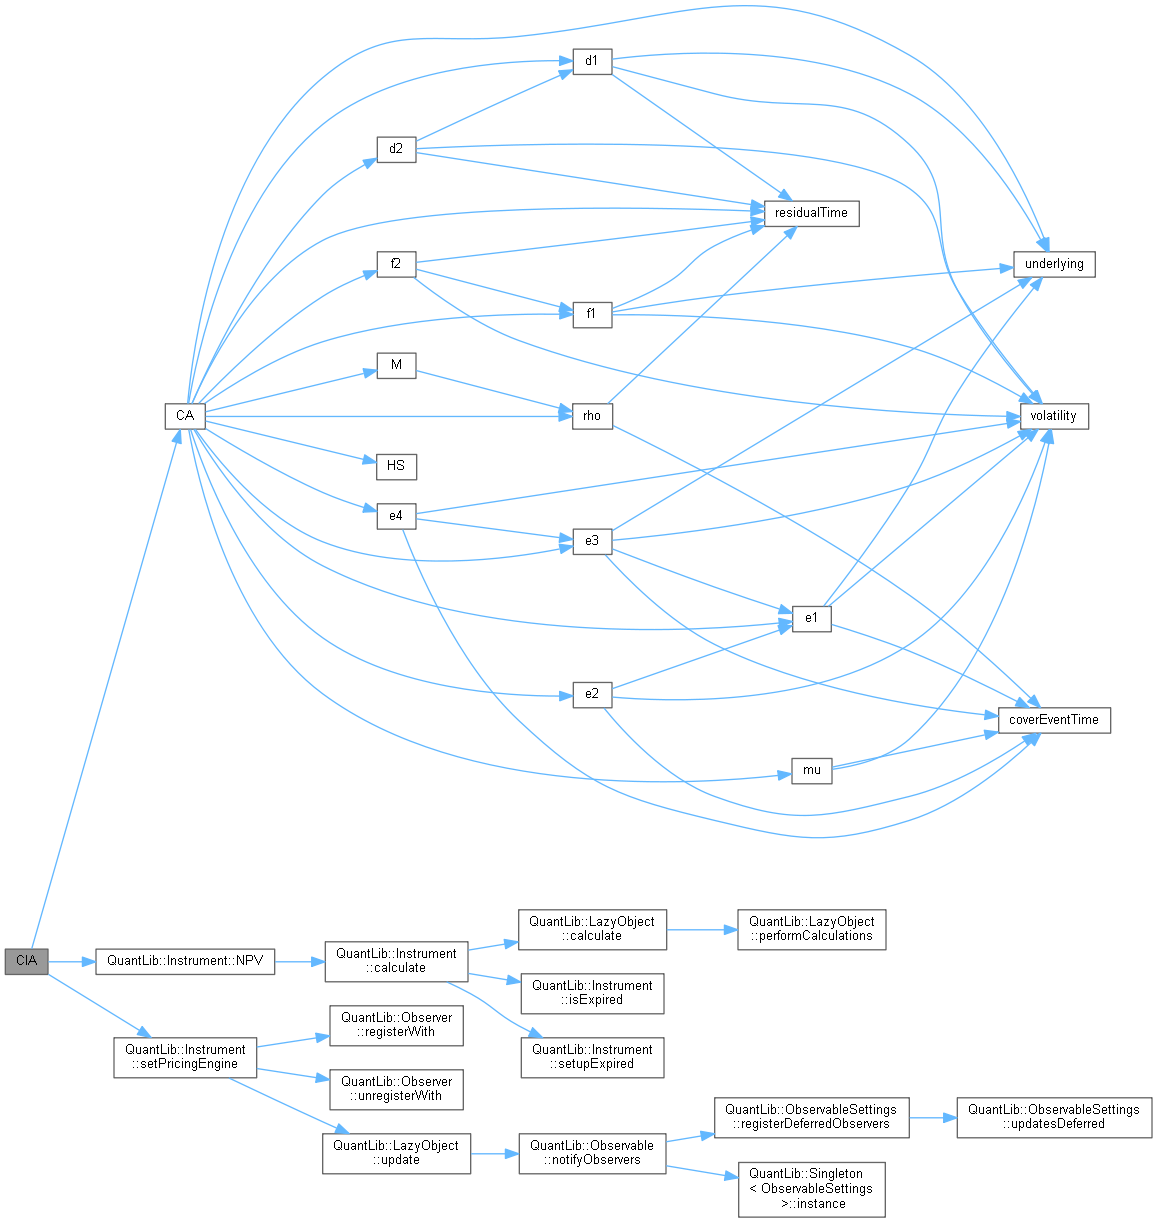 d1
d2
residualTime
f2
underlying
f1
M
CA
rho
volatility
HS
e4
e3
e1
e2
coverEventTime
mu
QuantLib::LazyObject
::calculate
QuantLib::LazyObject
::performCalculations
CIA
QuantLib::Instrument::NPV
QuantLib::Instrument
::calculate
QuantLib::Instrument
::isExpired
QuantLib::Observer
::registerWith
QuantLib::Instrument
::setPricingEngine
QuantLib::Instrument
::setupExpired
QuantLib::Observer
::unregisterWith
QuantLib::ObservableSettings
::registerDeferredObservers
QuantLib::ObservableSettings
::updatesDeferred
QuantLib::LazyObject
::update
QuantLib::Observable
::notifyObservers
QuantLib::Singleton
< ObservableSettings
>::instance